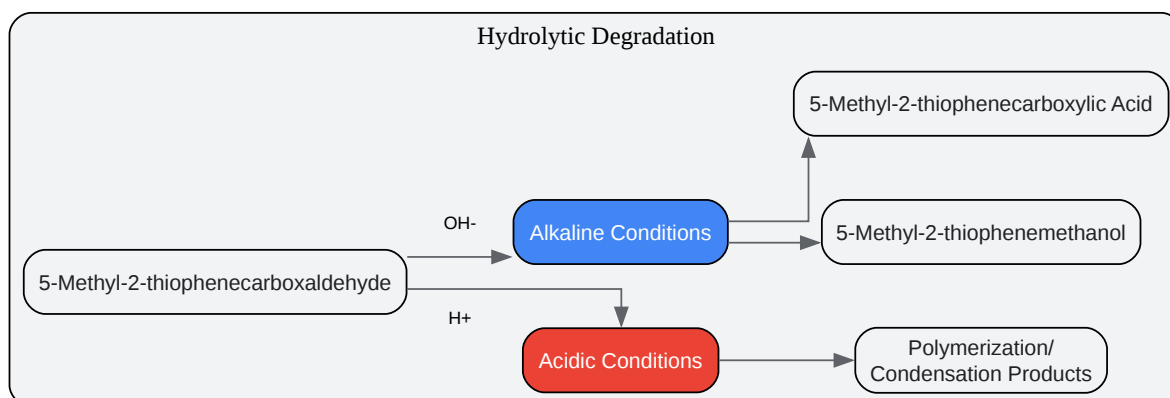 Hydrolytic Degradation
5-Methyl-2-thiophenecarboxylic Acid
OH-
Alkaline Conditions
5-Methyl-2-thiophenemethanol
5-Methyl-2-thiophenecarboxaldehyde
H+
Acidic Conditions
Polymerization/
Condensation Products